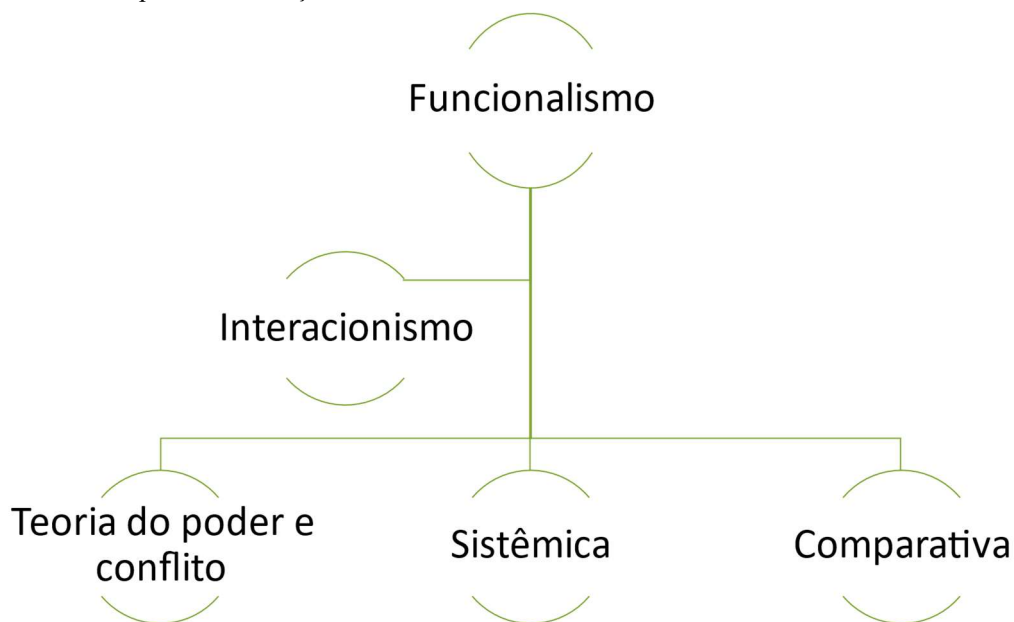 Funcionalismo
Interacionismo
Teoria do poder e
conflito
Sistêmica
Comparativa